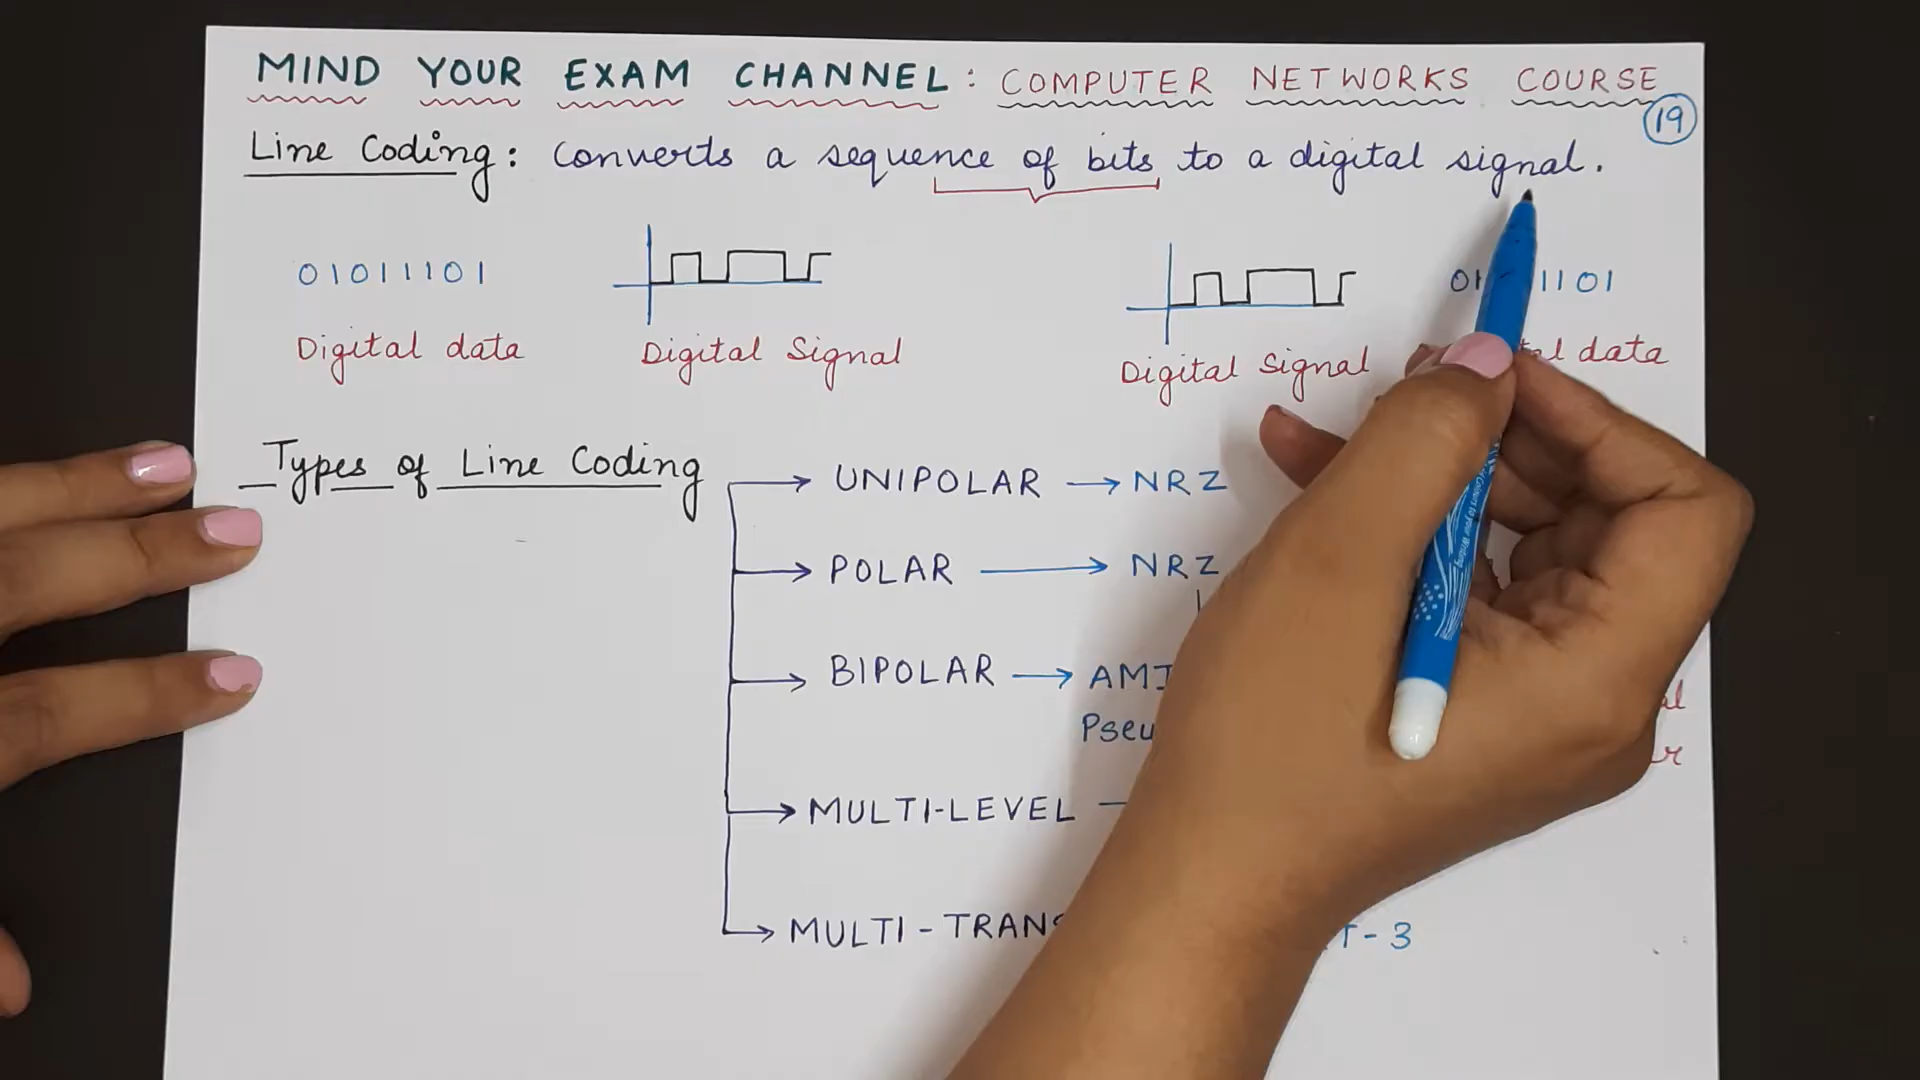 MIND YOUR EXAM CHANNEL: COMPUTER NETWORKS COURSE
19
Line Coding: Converts a sequence of bits to a digital signal.
01011101
Digital data
Digital Signal
Digital Signal
data
Types of Line Coding
UNIPOLAR → NRZ
POLAR → NRZ
BIPOLAR → AMI
MULTI-LEVEL
MULTI-TRANS
T-3